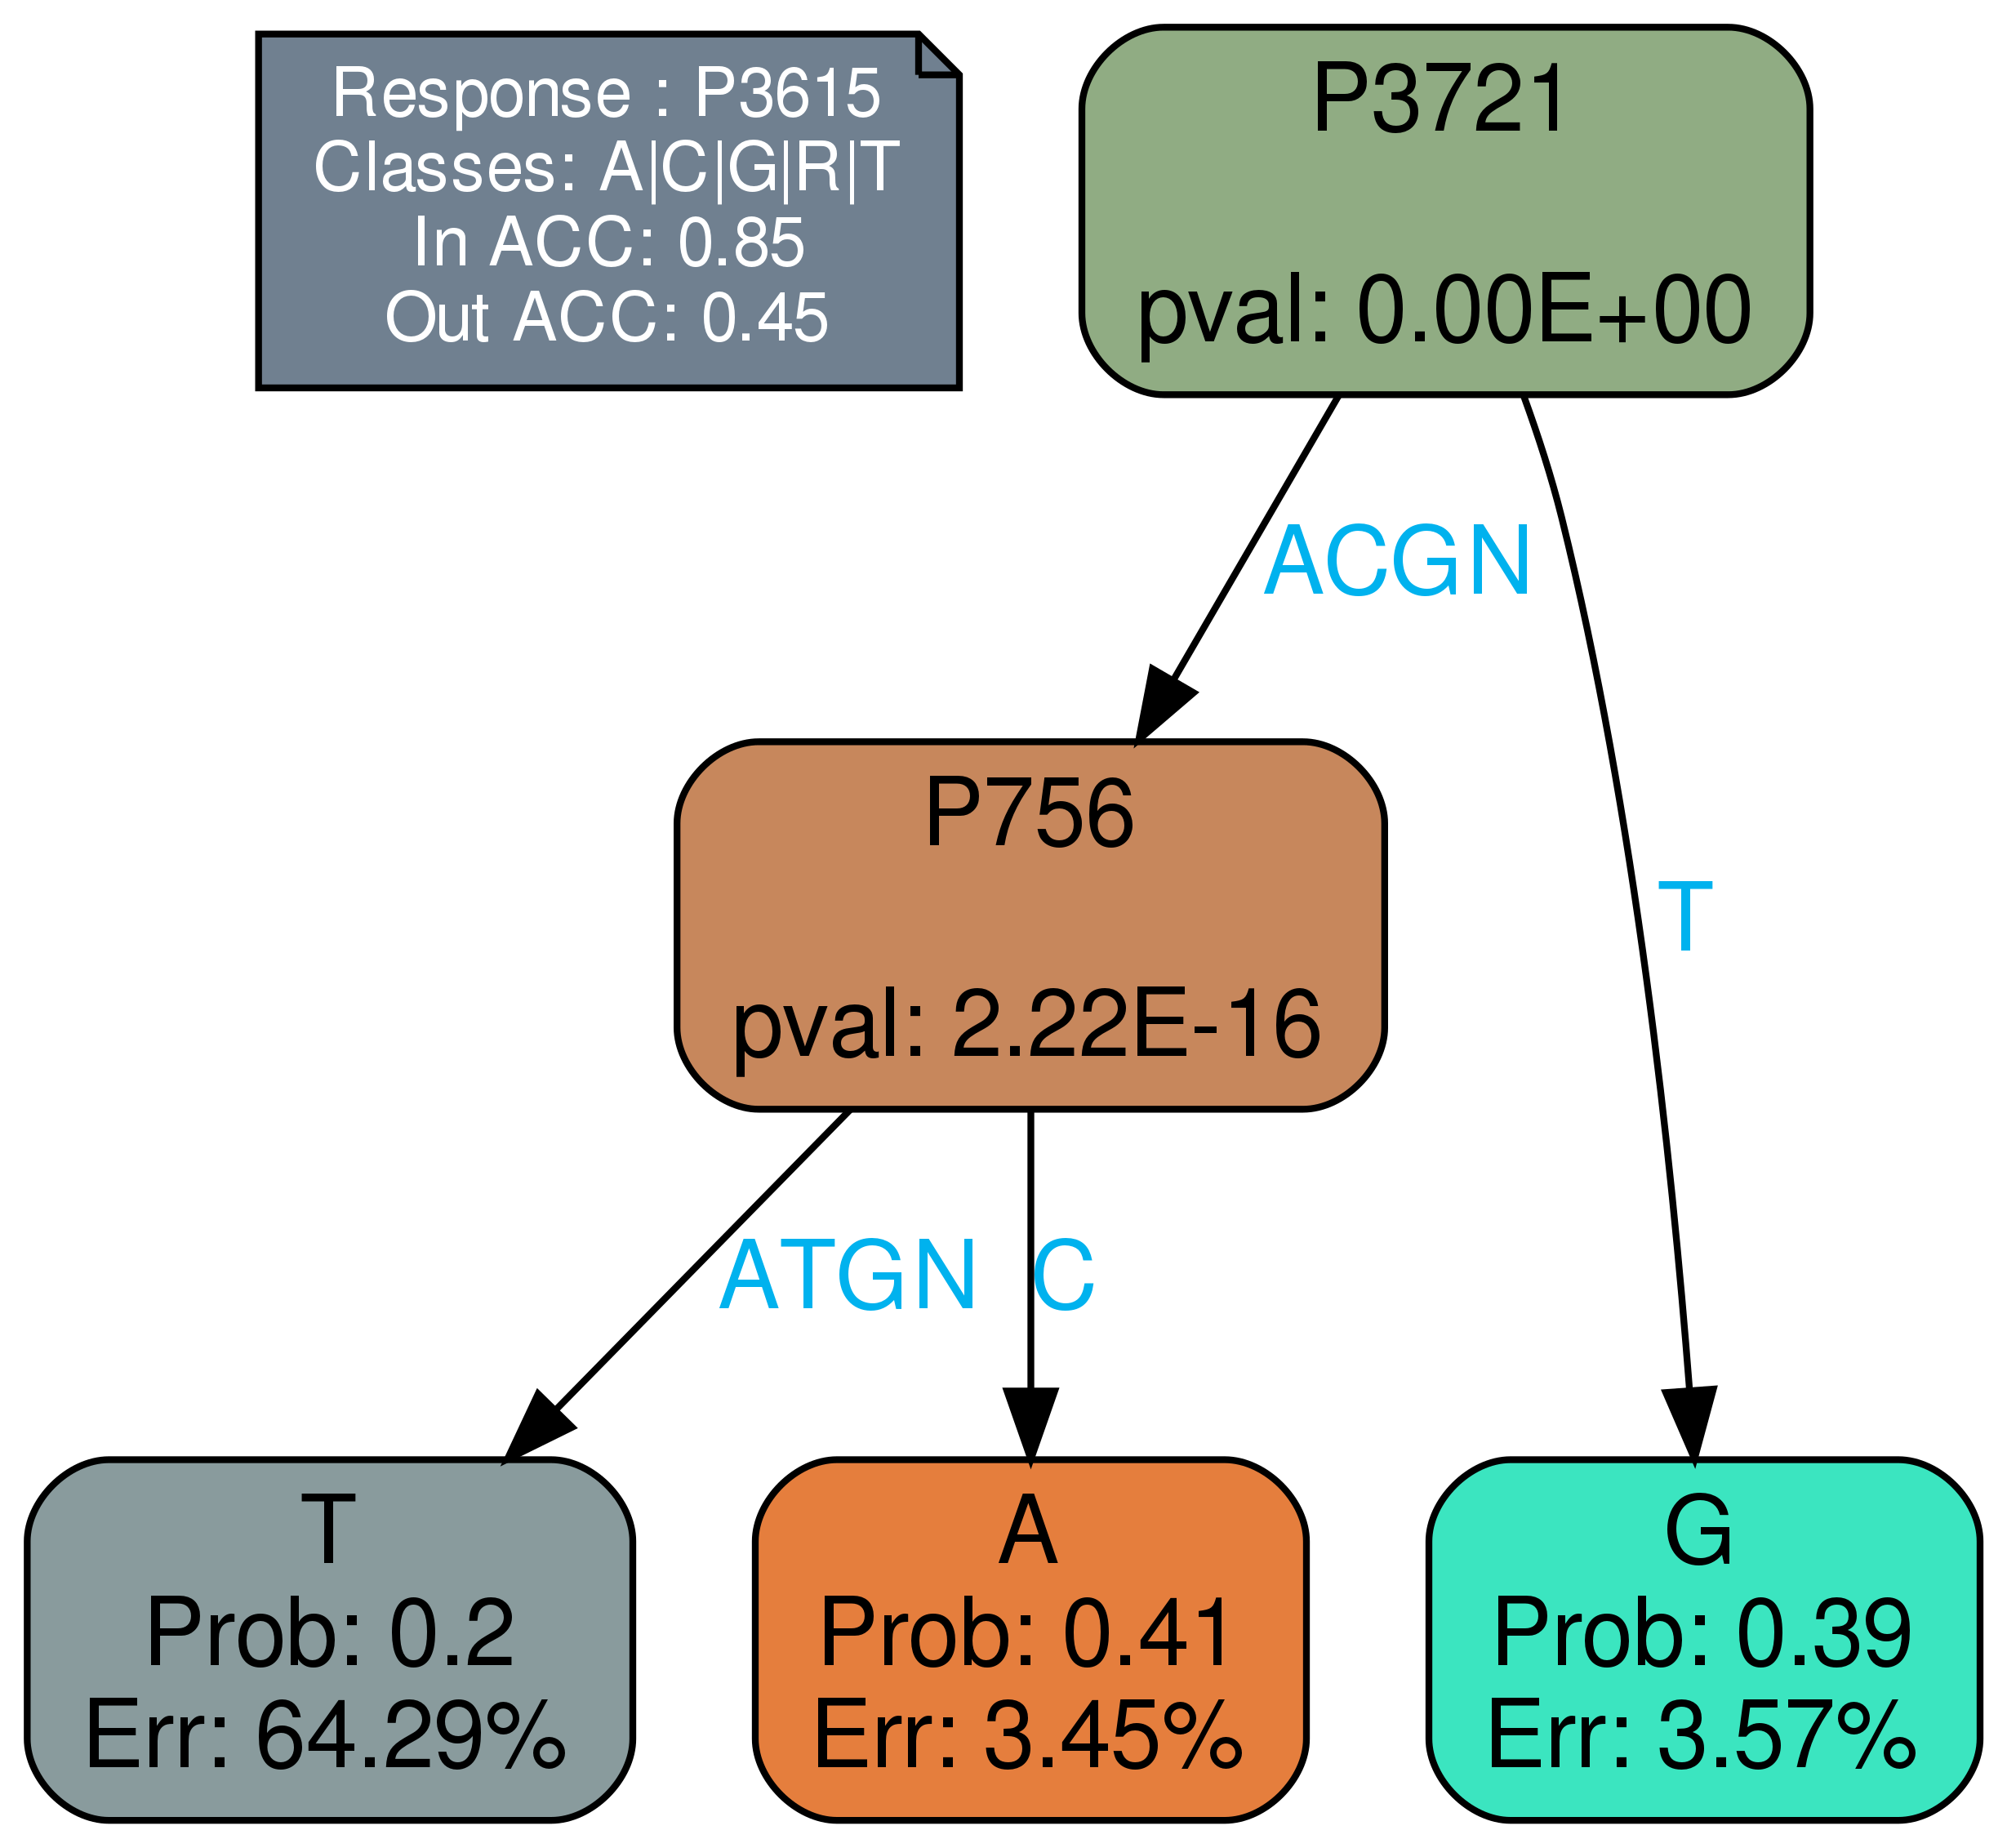 Response : P3615
Classes: A|C|G|R|T
In ACC: 0.85
Out ACC: 0.45
P3721
pval: 0.00E+00
ACGN
P756
pval: 2.22E-16
T
ATGN
C
T
Prob: 0.2
Err: 64.29%
A
Prob: 0.41
Err: 3.45%
G
Prob: 0.39
Err: 3.57%